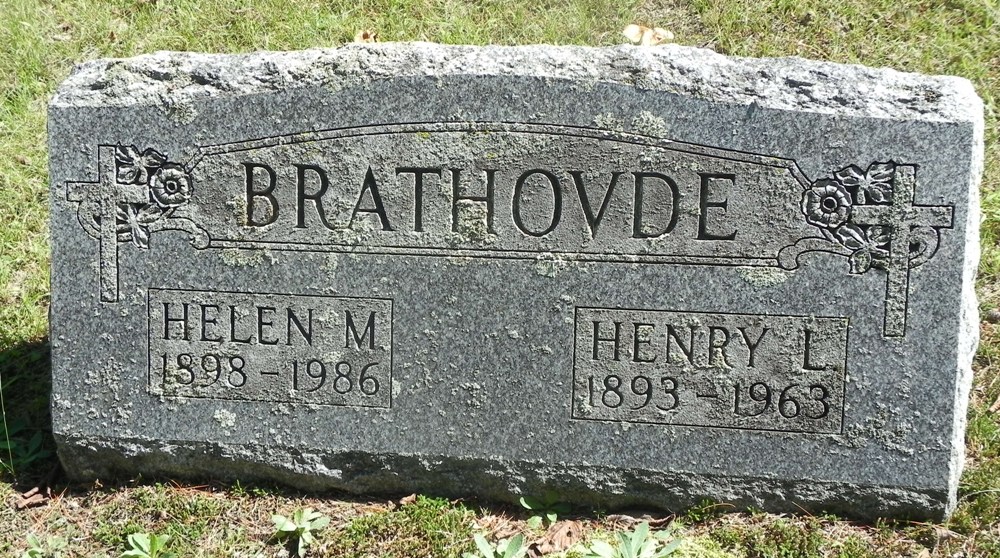 BRATHOVDE
HELEN M.
1898 - 1986
HENRY L.
1893 - 1963